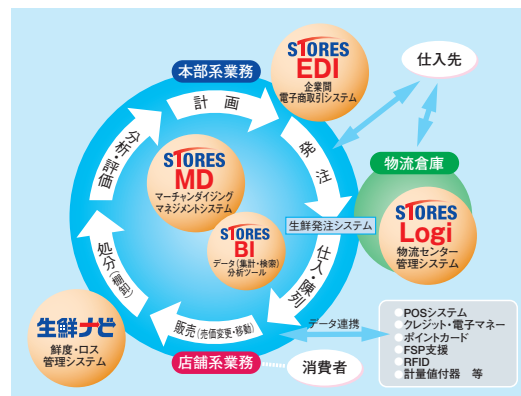 本部系業務
STORES
EDI
企業間
電子商取引システム
仕入先
計画
発注
分析・評価
STORES
MD
マーチャンダイジング
マネジメントシステム
物流倉庫
STORES
Logi
物流センター
管理システム
生鮮発注システム
STORES
BI
データ(集計・検索)
分析ツール
仕入・陳列
処分(棚卸)
生鮮ナビ
鮮度・ロス
管理システム
販売(売価変更・移動)
データ連携
店舗系業務
消費者
POSシステム
クレジット・電子マネー
ポイントカード
FSP支援
RFID
計量値付器 等